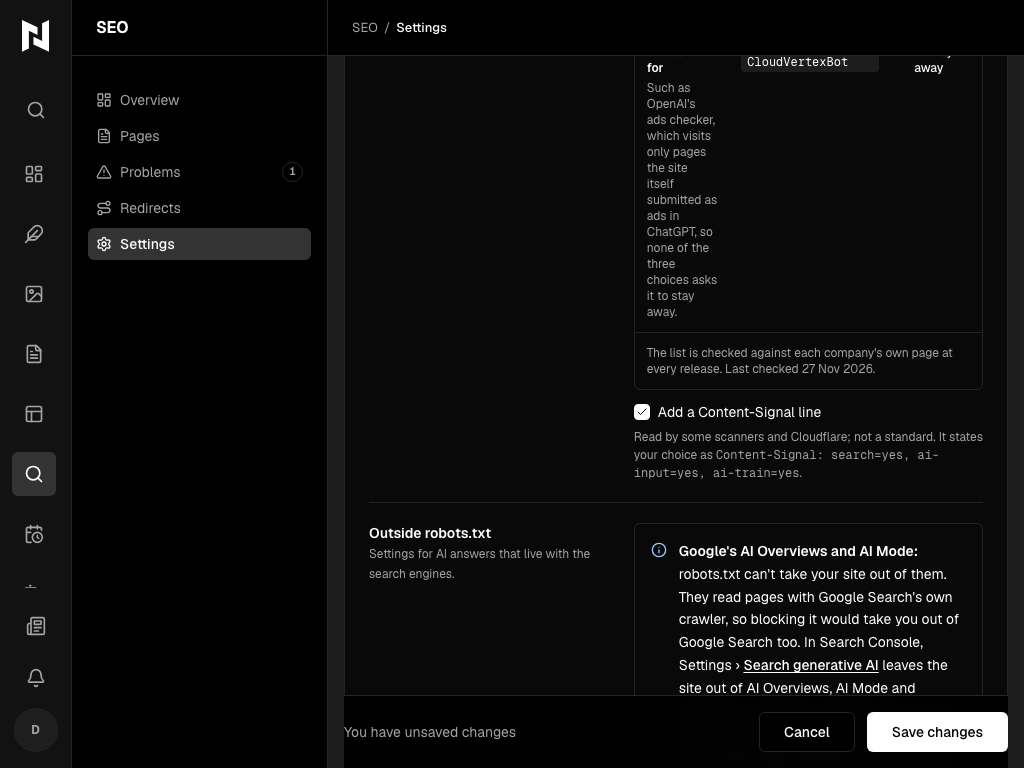 SEO
SEO / Settings
Overview
Pages
Problems 1
Redirects
Settings
D
for
CloudVertexBot
away
Such as
OpenAI's
ads checker,
which visits
only pages
the site
itself
submitted as
ads in
ChatGPT, so
none of the
three
choices asks
it to stay
away.
The list is checked against each company's own page at
every release. Last checked 27 Nov 2026.
Add a Content-Signal line
Read by some scanners and Cloudflare; not a standard. It states
your choice as Content-Signal: search=yes, ai-
input=yes, ai-train=yes.
Outside robots.txt
Settings for AI answers that live with the
search engines.
Google's AI Overviews and AI Mode:
robots.txt can't take your site out of them.
They read pages with Google Search's own
crawler, so blocking it would take you out of
Google Search too. In Search Console,
Settings › Search generative AI leaves the
site out of AI Overviews, AI Mode and
You have unsaved changes
Cancel
Save changes